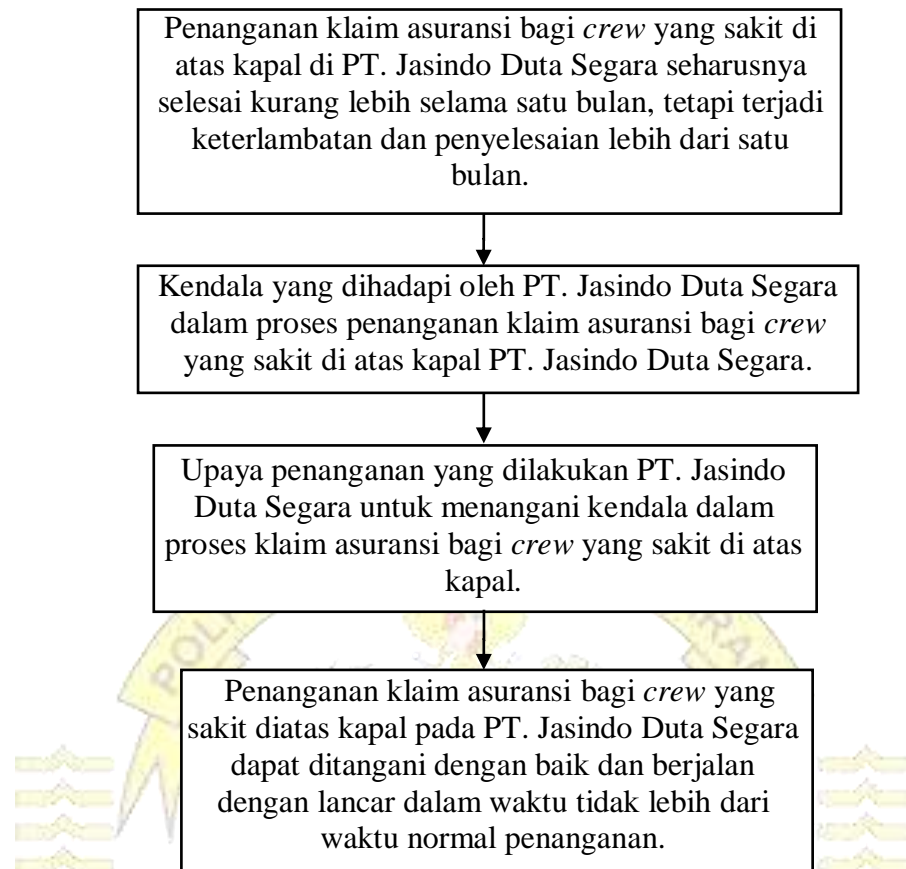 Penanganan klaim asuransi bagi crew yang sakit di
atas kapal di PT. Jasindo Duta Segara seharusnya
selesai kurang lebih selama satu bulan, tetapi terjadi
keterlambatan dan penyelesaian lebih dari satu
bulan.
Kendala yang dihadapi oleh PT. Jasindo Duta Segara
dalam proses penanganan klaim asuransi bagi crew
yang sakit di atas kapal PT. Jasindo Duta Segara.
Upaya penanganan yang dilakukan PT. Jasindo
Duta Segara untuk menangani kendala dalam
proses klaim asuransi bagi crew yang sakit di atas
kapal.
Penanganan klaim asuransi bagi crew yang
sakit diatas kapal pada PT. Jasindo Duta Segara
dapat ditangani dengan baik dan berjalan
dengan lancar dalam waktu tidak lebih dari
waktu normal penanganan.